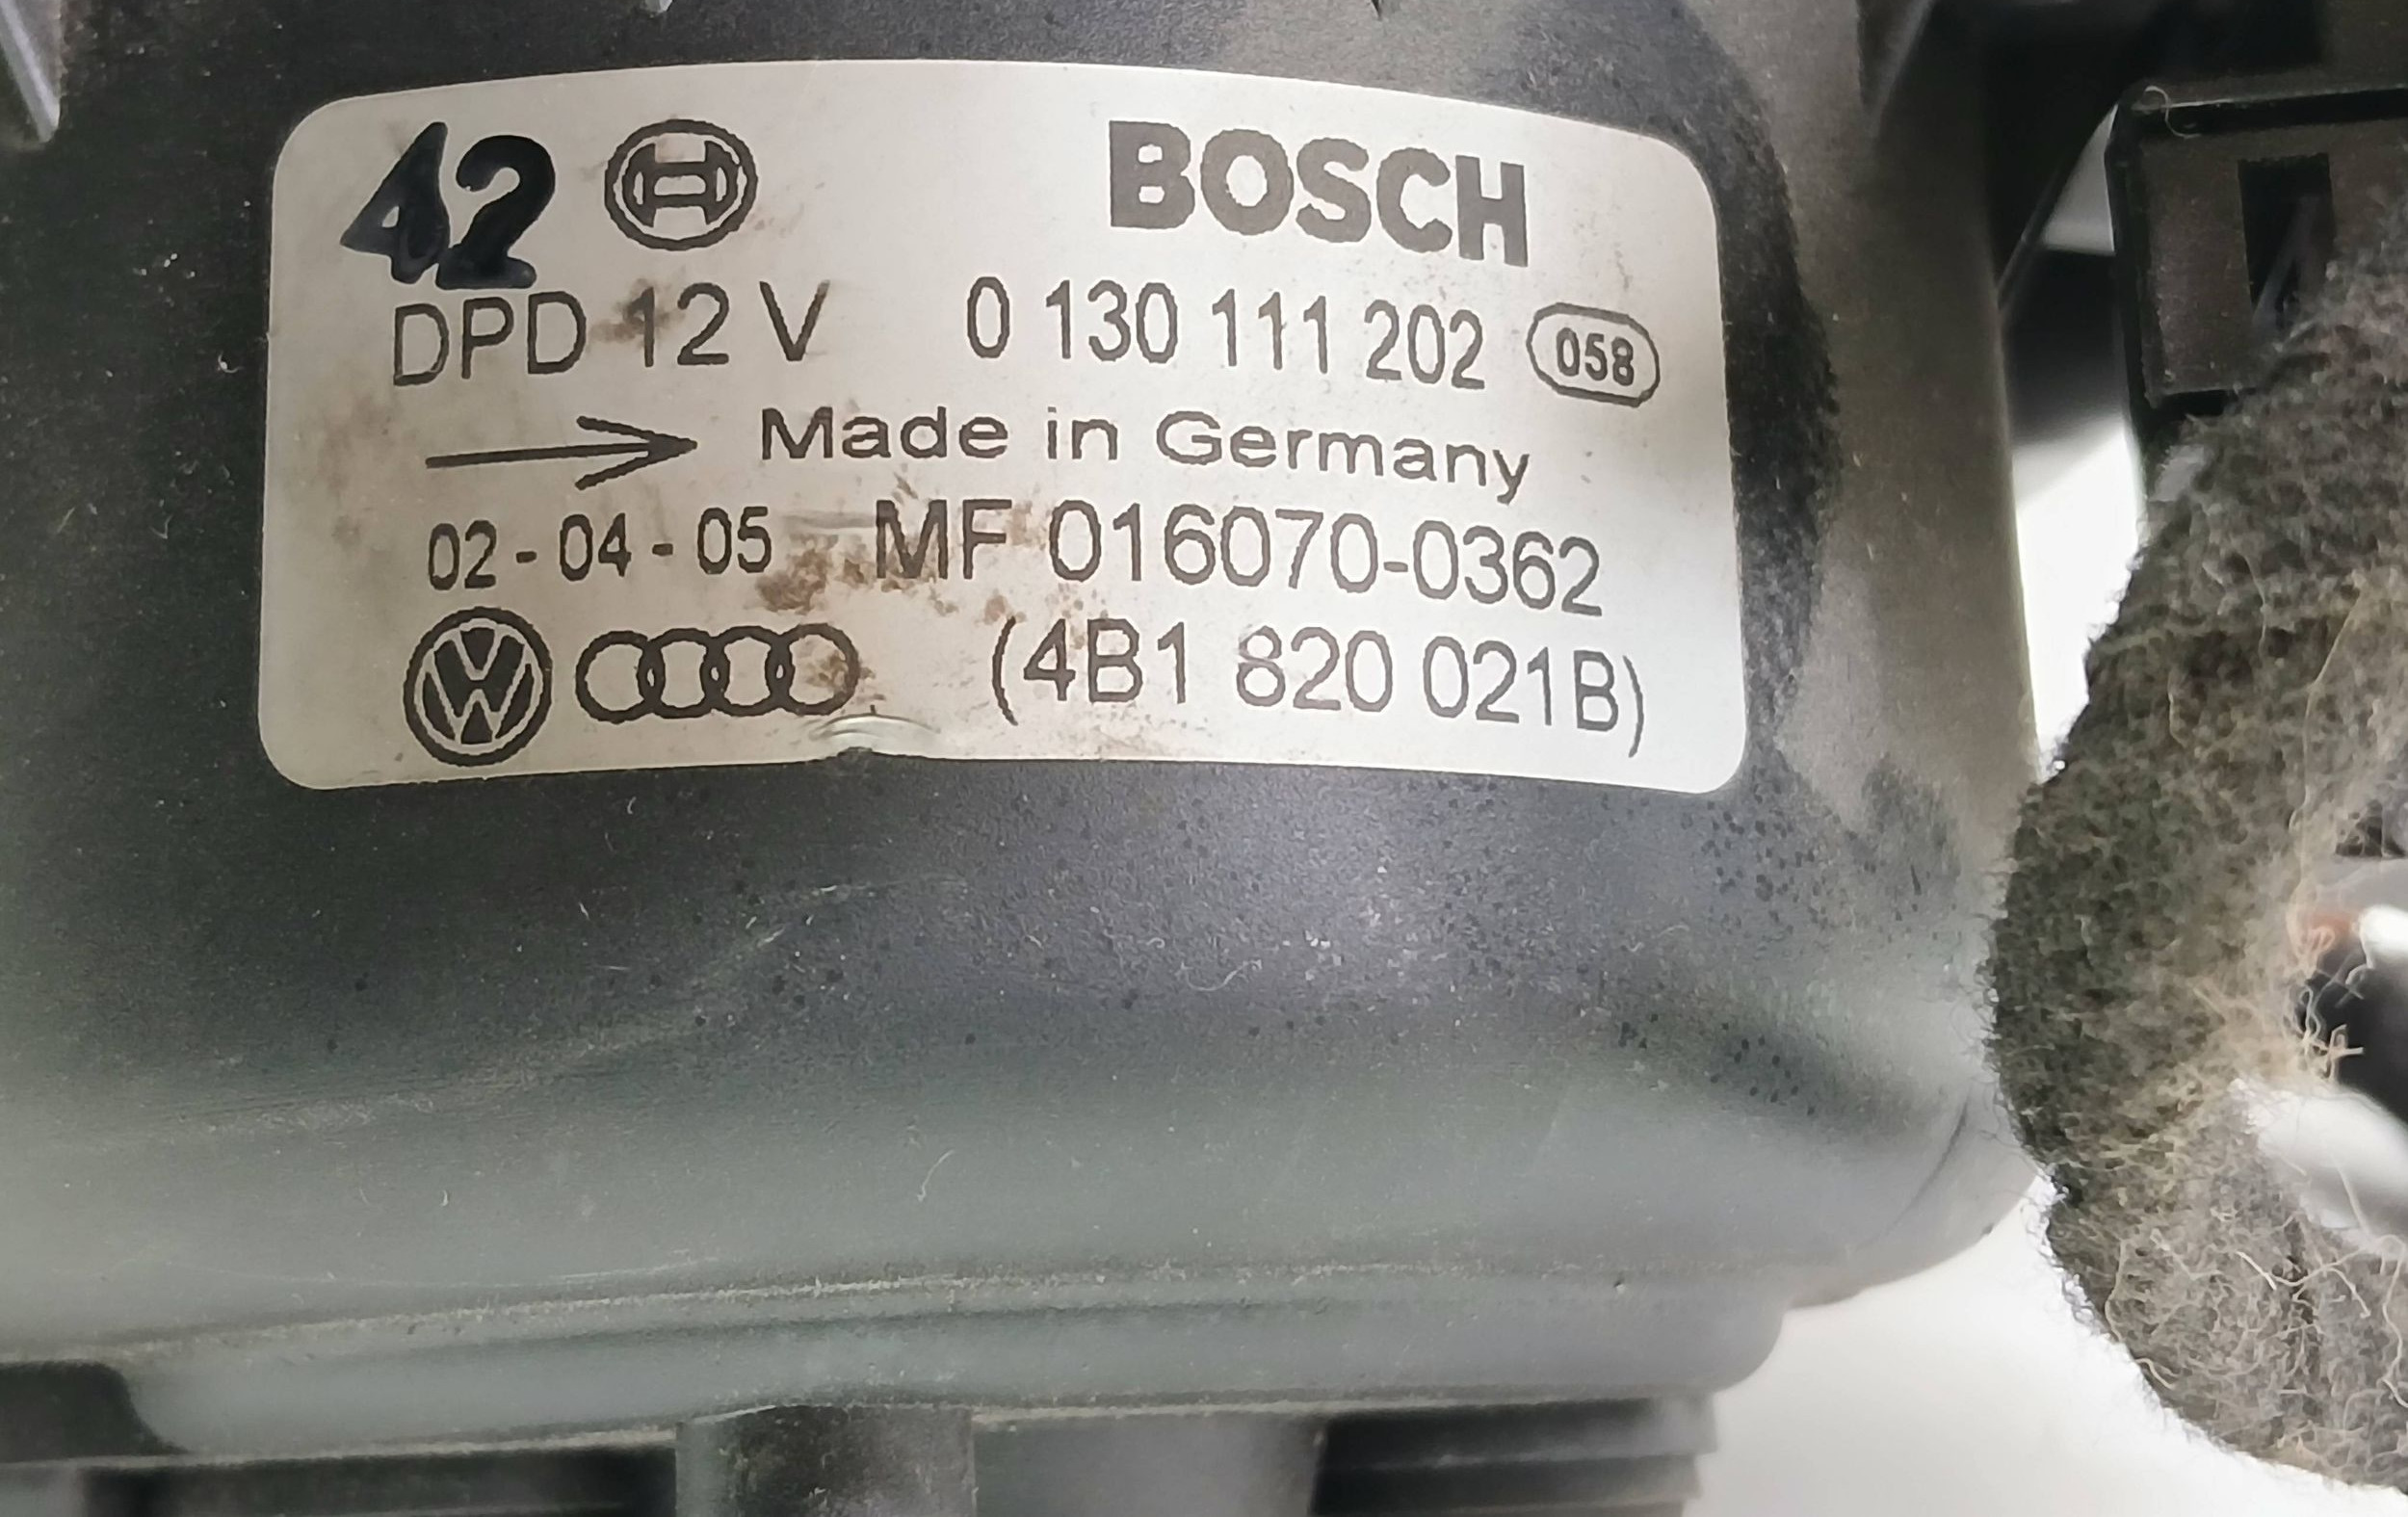 42 BOSCH
DPD 12 V 0 130 111 202 058
Made in Germany
02-04-05 MF 016070-0362
VW (4B1 820 021B)